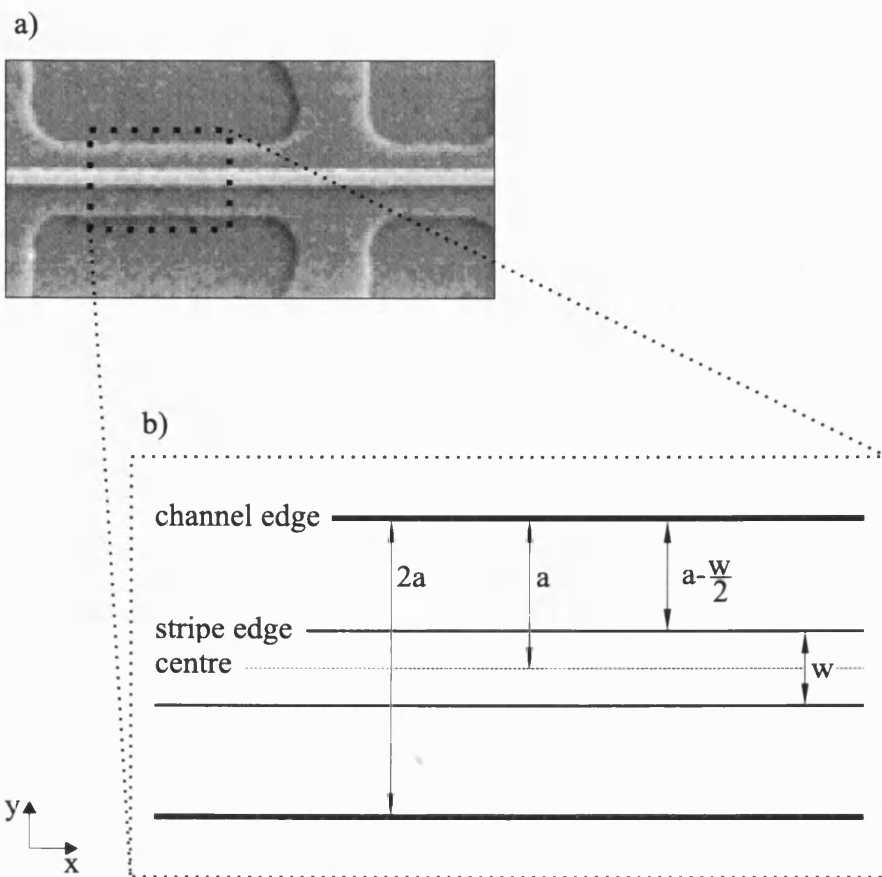 a)
b)
channel edge
2a
a
a-w/2
stripe edge
centre
w
y
x